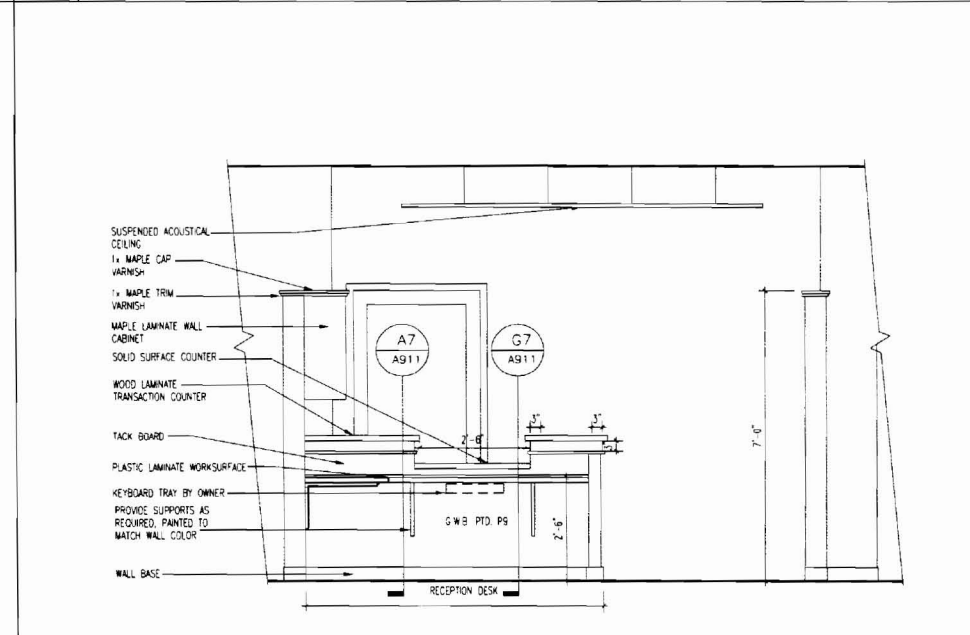 SUSPENDED ACOUSTICAL
CEILING
1x MAPLE CAP
VARNISH
1x MAPLE TRIM
VARNISH
MAPLE LAMINATE WALL
CABINET
SOLID SURFACE COUNTER
WOOD LAMINATE
TRANSACTION COUNTER
TACK BOARD
PLASTIC LAMINATE WORKSURFACE
KEYBOARD TRAY BY OWNER
PROVIDE SUPPORTS AS
REQUIRED, PAINTED TO
MATCH WALL COLOR
WALL BASE
A7
A911
G7
A911
3"
3"
2'-6"
7'-0"
GWB PTD. P9
2'-6"
RECEPTION DESK